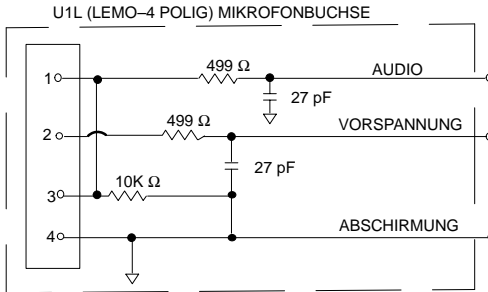 U1L (LEMO–4 POLIG) MIKROFONBUCHSE
1 499 Ω AUDIO
27 pF
2 499 Ω VORSPANNUNG
27 pF
3 10K Ω
4 ABSCHIRMUNG